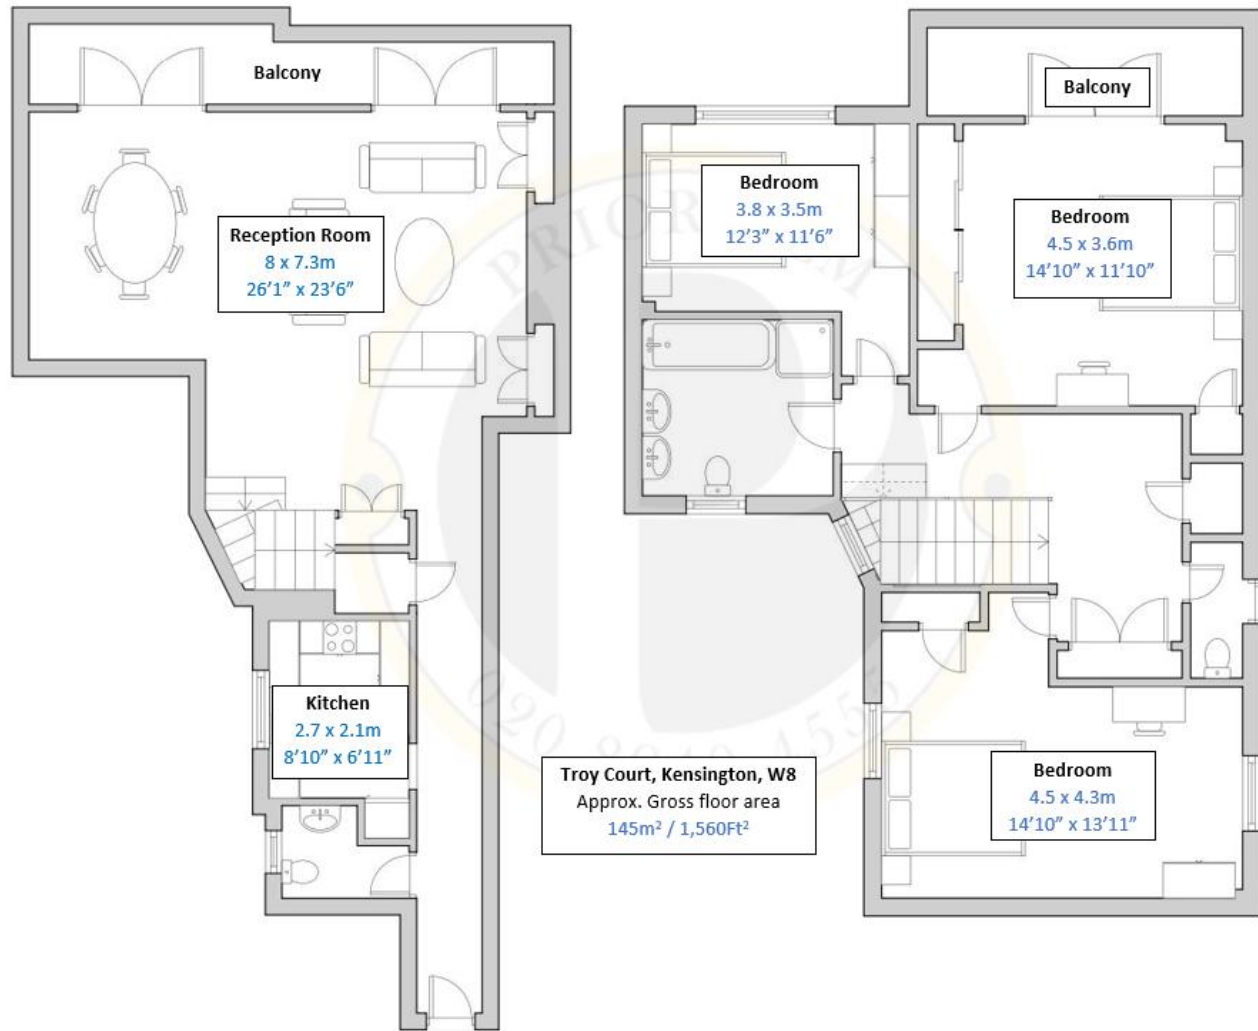 Balcony
Balcony
Bedroom
3.8 x 3.5m
12’3” x 11’6”
Bedroom
4.5 x 3.6m
14’10” x 11’10”
Reception Room
8 x 7.3m
26’1” x 23’6”
Kitchen
2.7 x 2.1m
8’10” x 6’11”
Troy Court, Kensington, W8
Approx. Gross floor area
145m² / 1,560Ft²
Bedroom
4.5 x 4.3m
14’10” x 13’11”